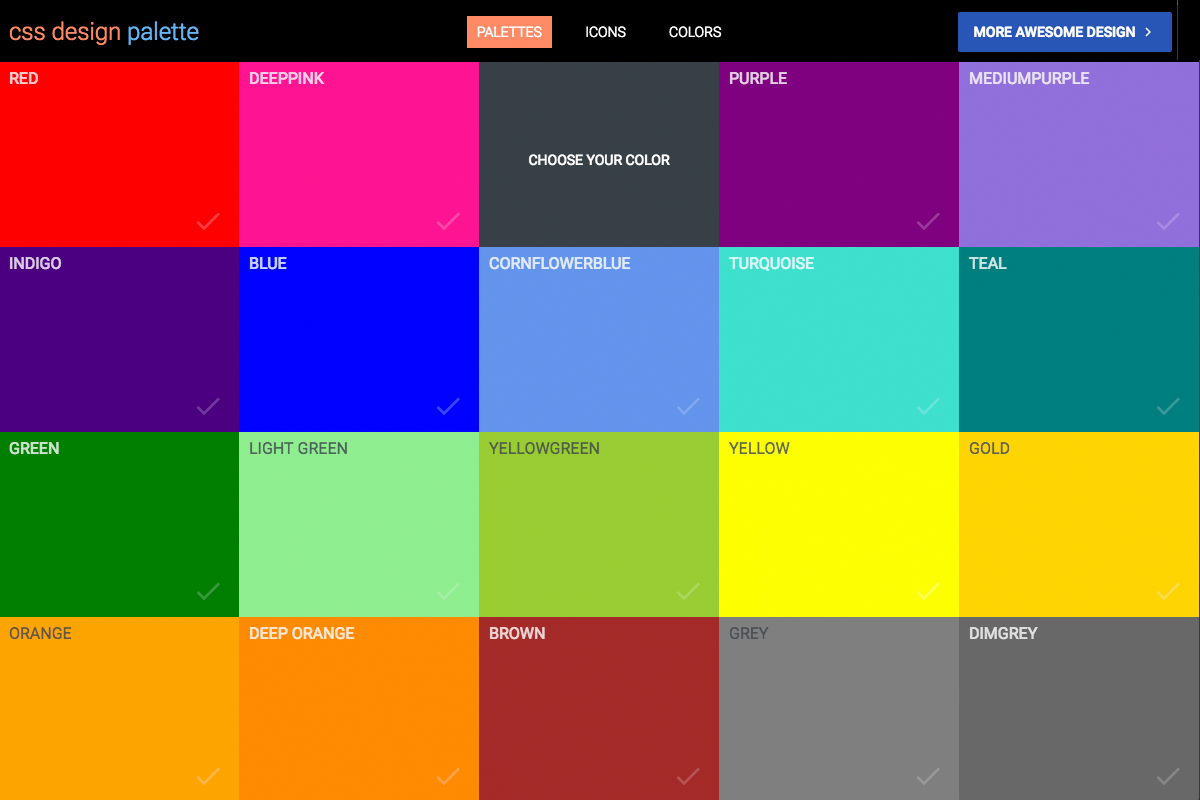 css design palette
PALETTES
ICONS
COLORS
MORE AWESOME DESIGN
RED
DEEPPINK
CHOOSE YOUR COLOR
PURPLE
MEDIUMPURPLE
INDIGO
BLUE
CORNFLOWERBLUE
TURQUOISE
TEAL
GREEN
LIGHT GREEN
YELLOWGREEN
YELLOW
GOLD
ORANGE
DEEP ORANGE
BROWN
GREY
DIMGREY